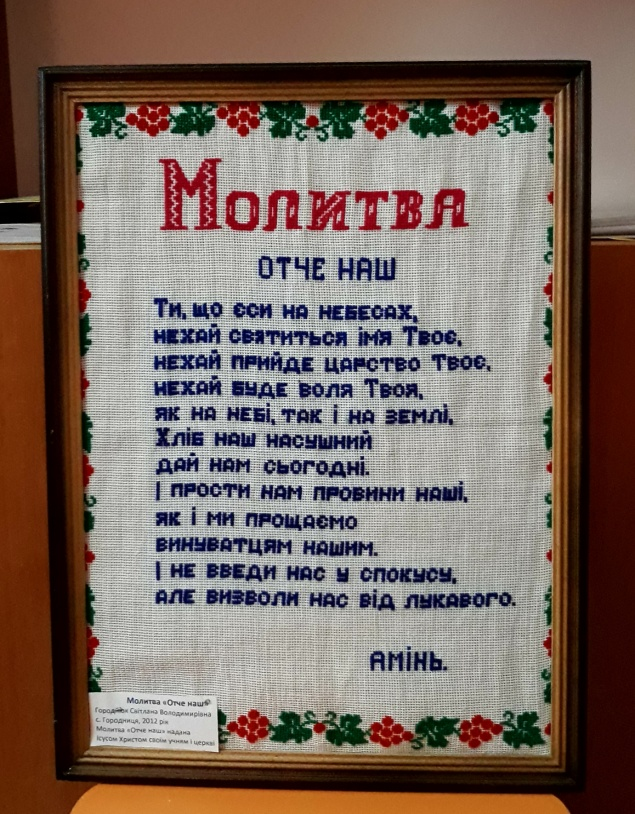 Молитва
ОТЧЕ НАШ
Ти, що єси на небесах,
нехай святиться ім'я Твоє,
нехай прийде царство Твоє,
нехай буде воля Твоя,
як на небі, так і на землі.
Хліб наш насушний
дай нам сьогодні.
І прости нам провини наші,
як і ми прощаємо
винуватцям нашим.
І не введи нас у спокусу,
але визволи нас від лукавого.
Амінь.
Молитва «Отче наш»
Світлана Володимирівна
с. Городниця, 2012 рік
Молитва «Отче наш» надана
Ісусом Христом своїм учням і церкві